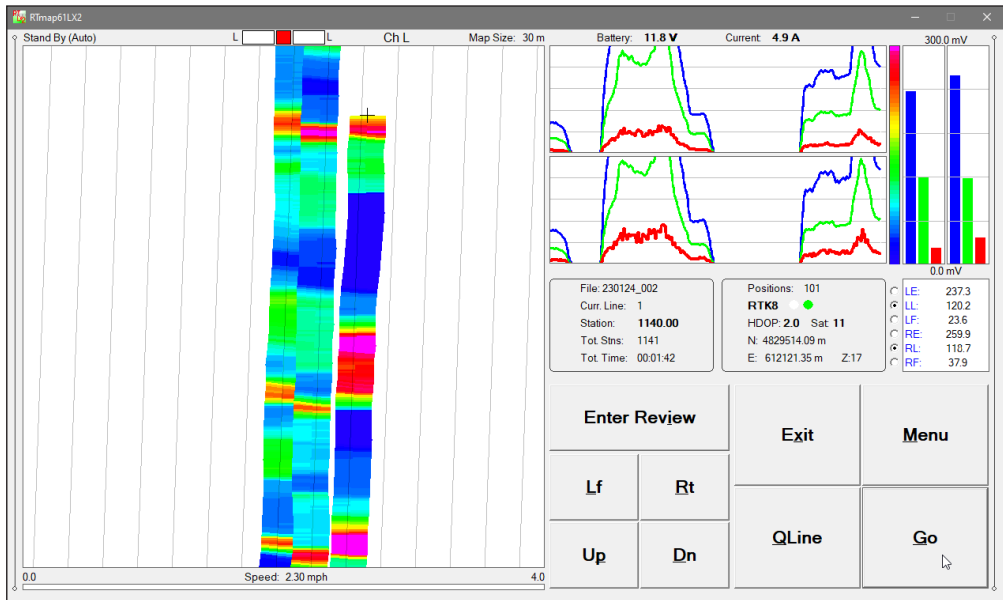 RTmap61LX2
Stand By (Auto) L L Ch L Map Size: 30 m
Battery: 11.8 V Current: 4.9 A
300.0 mV
0.0 mV
File: 230124_002
Curr. Line: 1
Station: 1140.00
Tot. Stns: 1141
Tot. Time: 00:01:42
Positions: 101
RTK8
HDOP: 2.0 Sat: 11
N: 4829514.09 m
E: 612121.35 m Z:17
LE: 237.3
LL: 120.2
LF: 23.6
RE: 259.9
RL: 118.7
RF: 37.9
Enter Review
Exit
Menu
Lf
Rt
QLine
Go
Up
Dn
0.0 Speed: 2.30 mph 4.0